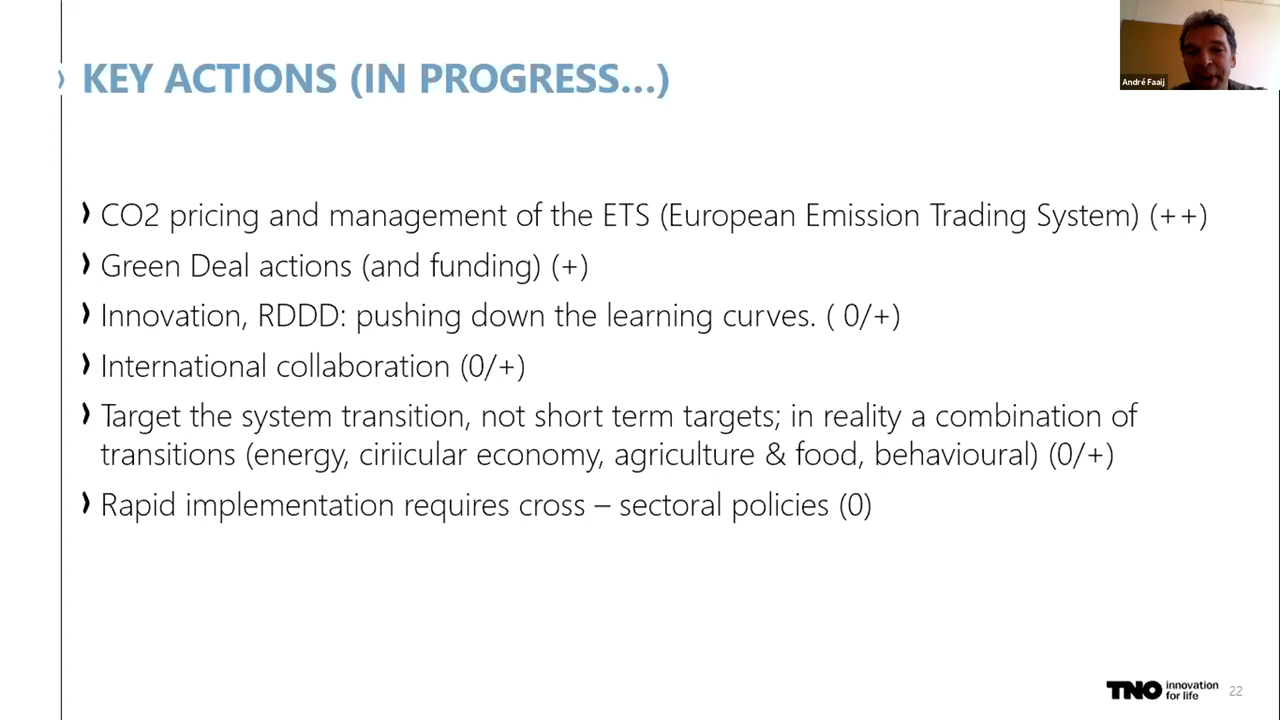 KEY ACTIONS (IN PROGRESS...)
André Faaij
CO2 pricing and management of the ETS (European Emission Trading System) (++)
Green Deal actions (and funding) (+)
Innovation, RDDD: pushing down the learning curves. ( 0/+)
International collaboration (0/+)
Target the system transition, not short term targets; in reality a combination of
transitions (energy, ciriicular economy, agriculture & food, behavioural) (0/+)
Rapid implementation requires cross – sectoral policies (0)
TNO innovation
for life
22